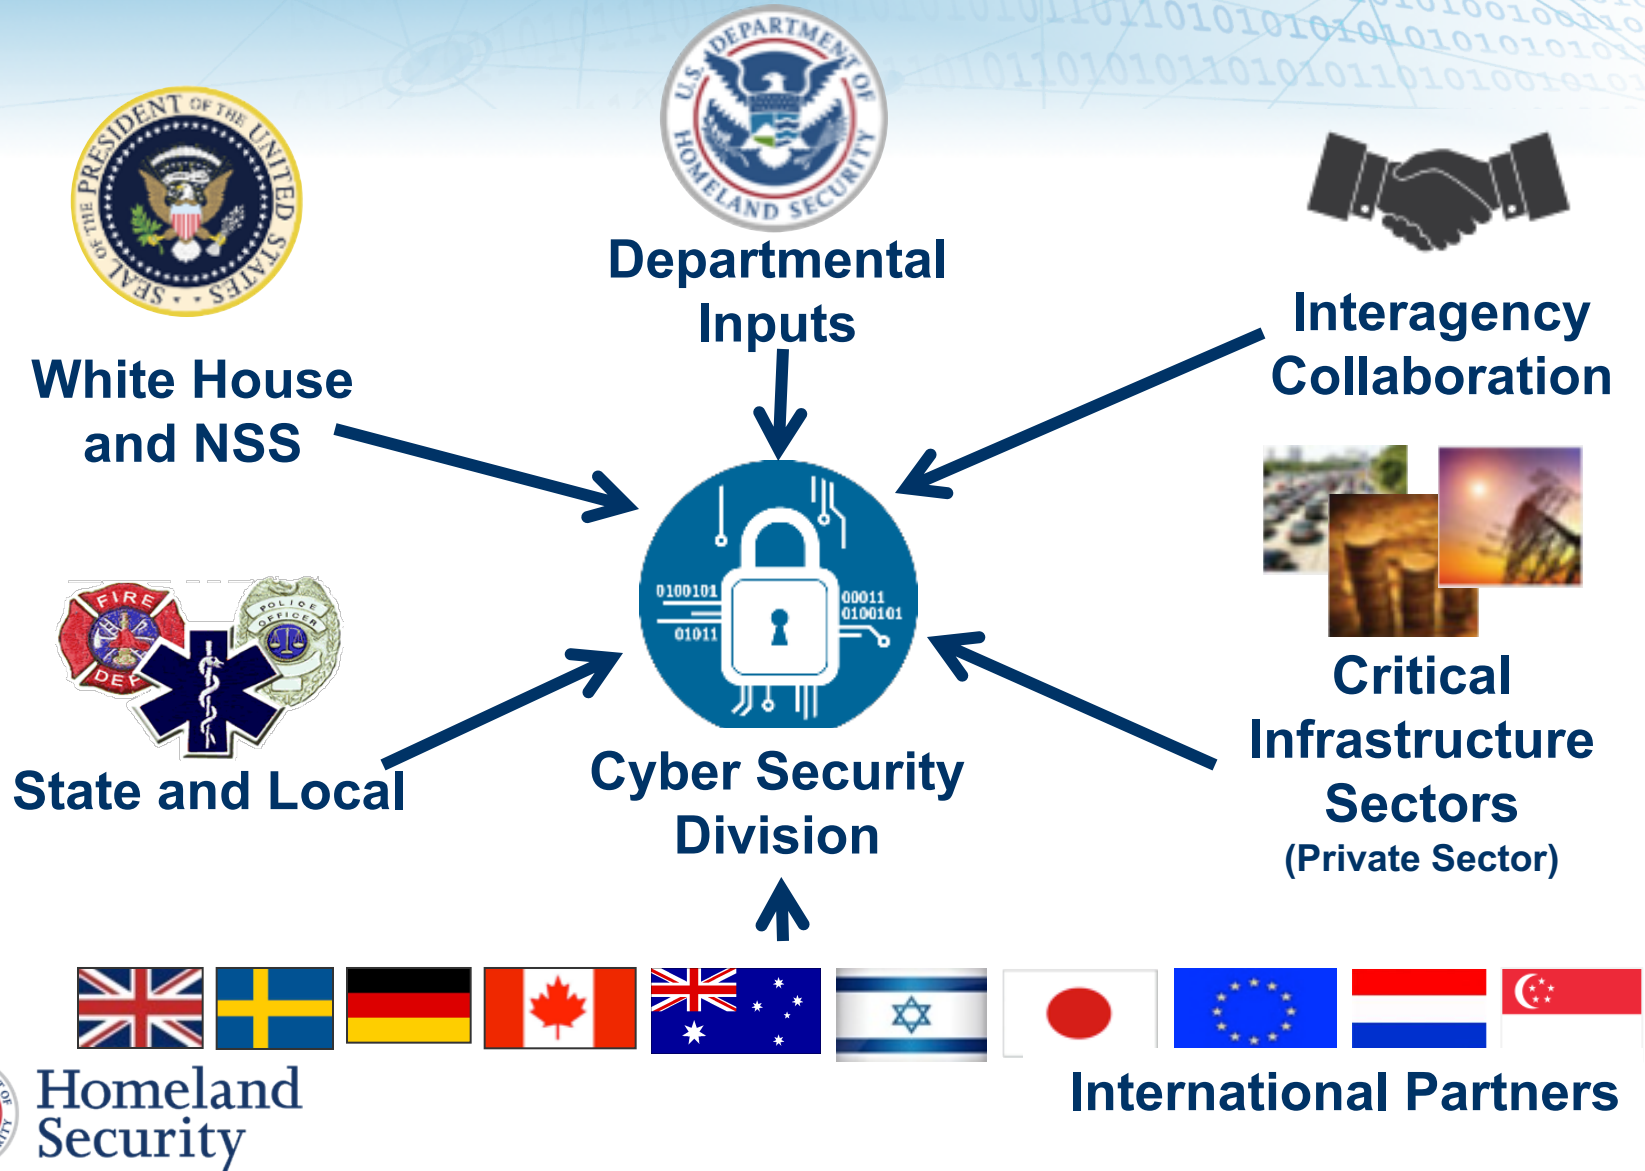 SEAL OF THE PRESIDENT OF THE UNITED STATES
U.S. DEPARTMENT OF
HOMELAND SECURITY
Departmental
Inputs
White House
and NSS
Interagency
Collaboration
0100101
01011
00011
0100101
FIRE
DEPT
POLICE
OFFICER
State and Local
Cyber Security
Division
Critical
Infrastructure
Sectors
(Private Sector)
International Partners
Homeland
Security